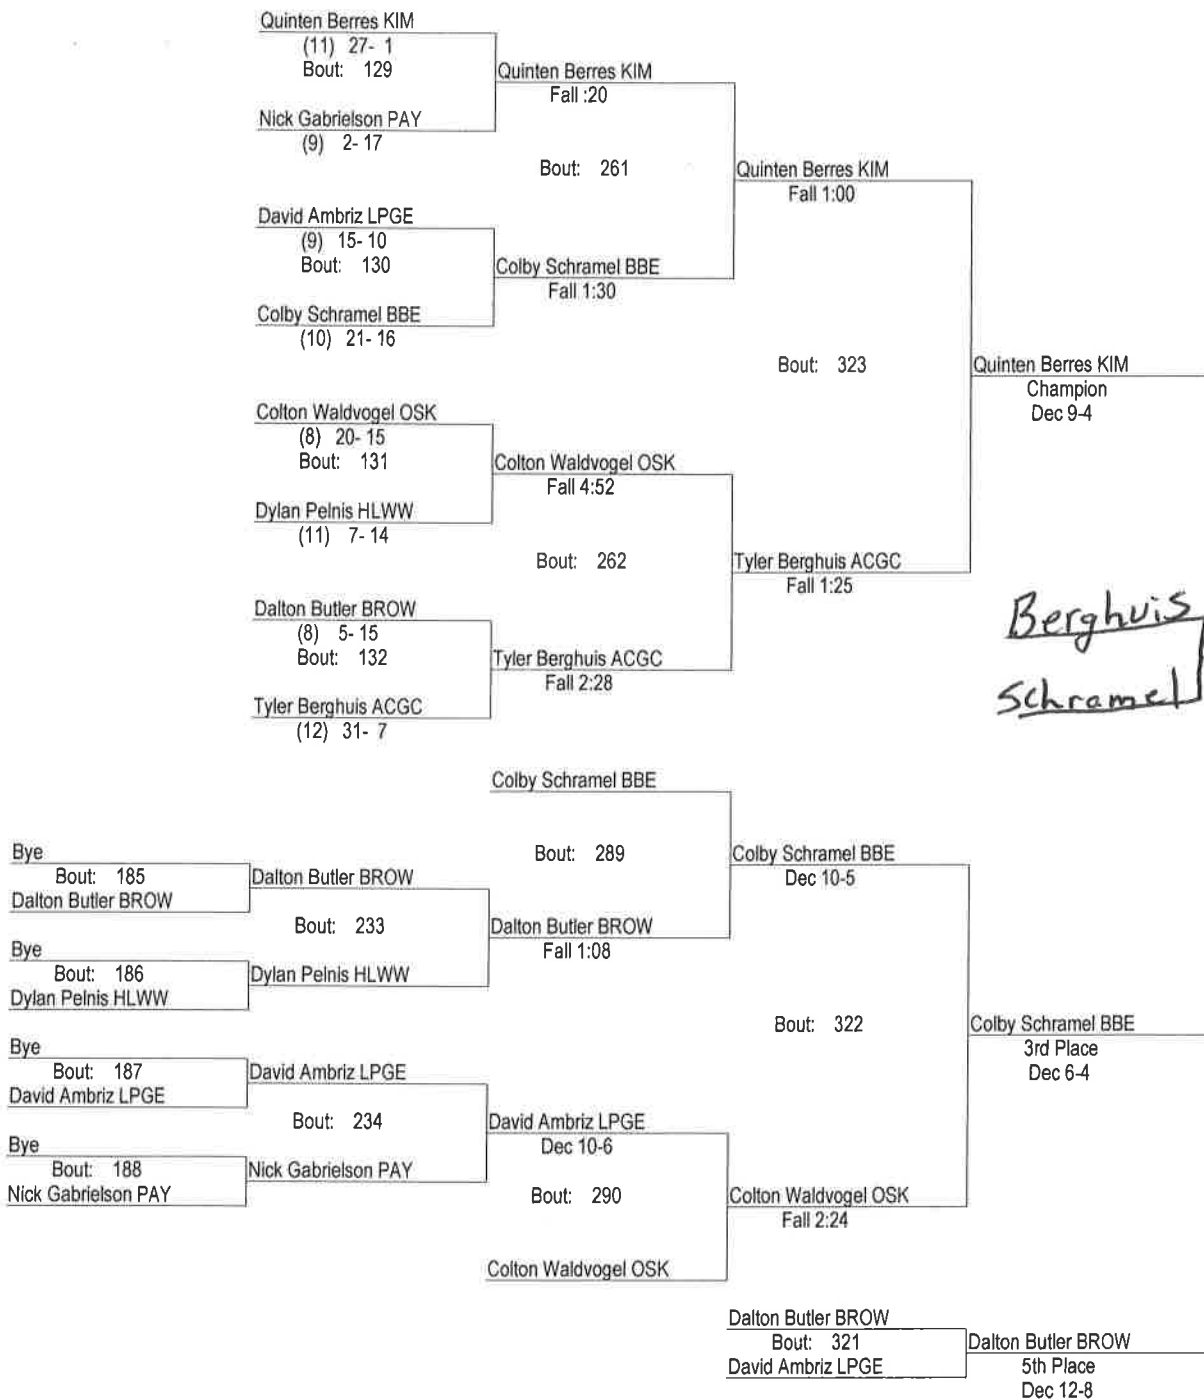 Quinten Berres KIM
(11) 27- 1
Bout: 129
Nick Gabrielson PAY
(9) 2- 17
Quinten Berres KIM
Fall :20
Bout: 261
David Ambriz LPGE
(9) 15- 10
Bout: 130
Colby Schramel BBE
(10) 21- 16
Colby Schramel BBE
Fall 1:30
Quinten Berres KIM
Fall 1:00
Bout: 323
Colton Waldvogel OSK
(8) 20- 15
Bout: 131
Dylan Pelnis HLWW
(11) 7- 14
Colton Waldvogel OSK
Fall 4:52
Bout: 262
Dalton Butler BROW
(8) 5- 15
Bout: 132
Tyler Berghuis ACGC
(12) 31- 7
Tyler Berghuis ACGC
Fall 2:28
Tyler Berghuis ACGC
Fall 1:25
Quinten Berres KIM
Champion
Dec 9-4
Berghuis
Schramel
Colby Schramel BBE
Bout: 289
Bye
Bout: 185
Dalton Butler BROW
Dalton Butler BROW
Bout: 233
Bye
Bout: 186
Dylan Pelnis HLWW
Dylan Pelnis HLWW
Dalton Butler BROW
Fall 1:08
Colby Schramel BBE
Dec 10-5
Bout: 322
Bye
Bout: 187
David Ambriz LPGE
David Ambriz LPGE
Bout: 234
Bye
Bout: 188
Nick Gabrielson PAY
Nick Gabrielson PAY
David Ambriz LPGE
Dec 10-6
Bout: 290
Colton Waldvogel OSK
Colton Waldvogel OSK
Fall 2:24
Colby Schramel BBE
3rd Place
Dec 6-4
Dalton Butler BROW
Bout: 321
David Ambriz LPGE
Dalton Butler BROW
5th Place
Dec 12-8